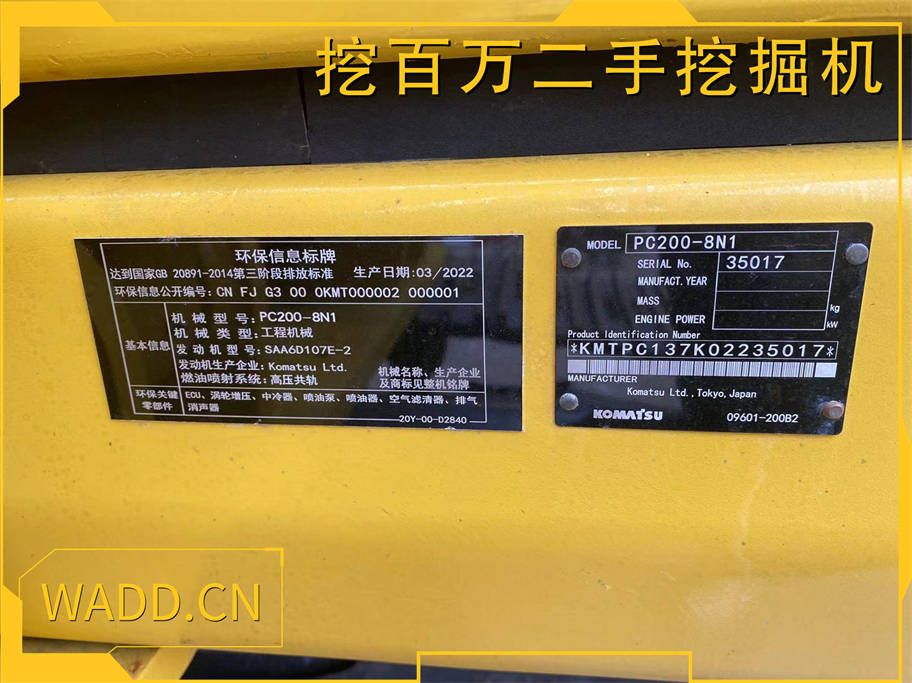 挖百万二手挖掘机
环保信息标牌
达到国家GB 20891-2014第三阶段排放标准 生产日期:03/2022
环保信息公开编号: CN FJ G3 00 0KMT000002 000001
基本信息
机械型号: PC200-8N1
机械类型: 工程机械
发动机型号: SAA6D107E-2
发动机生产企业: Komatsu Ltd.
燃油喷射系统: 高压共轨
机械名称、生产企业
及商标见整机铭牌
环保关键
零部件
ECU、涡轮增压、中冷器、喷油泵、喷油器、空气滤清器、排气
消声器
20Y-00-D2840
MODEL PC200-8N1
SERIAL No. 35017
MANUFACT.YEAR
MASS kg
ENGINE POWER kW
Product Identification Number
*KMTPC137K02235017*
MANUFACTURER
Komatsu Ltd.,Tokyo,Japan
KOMATSU 09601-200B2
WADD.CN